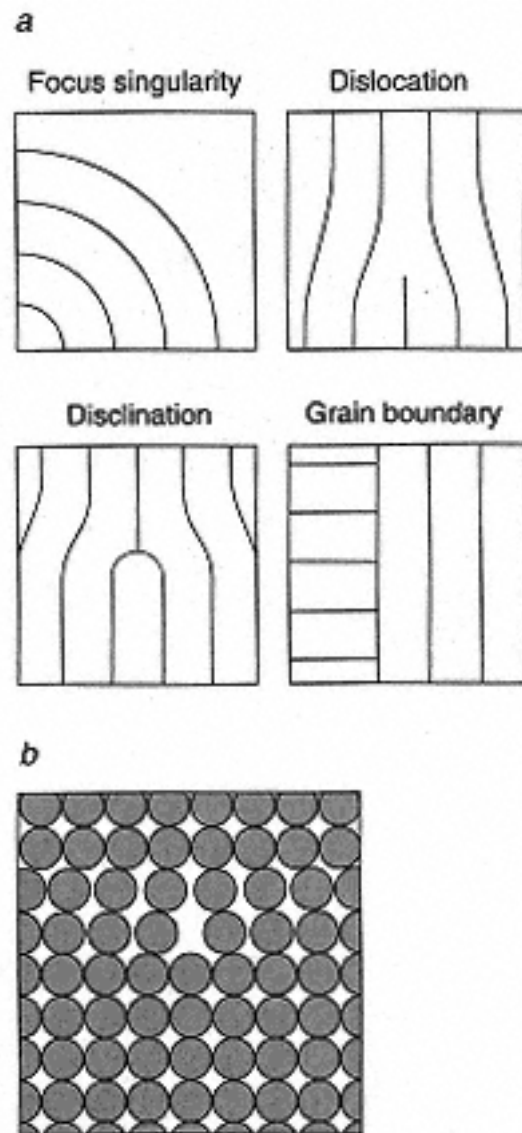 a
Focus singularity
Dislocation
Disclination
Grain boundary
b